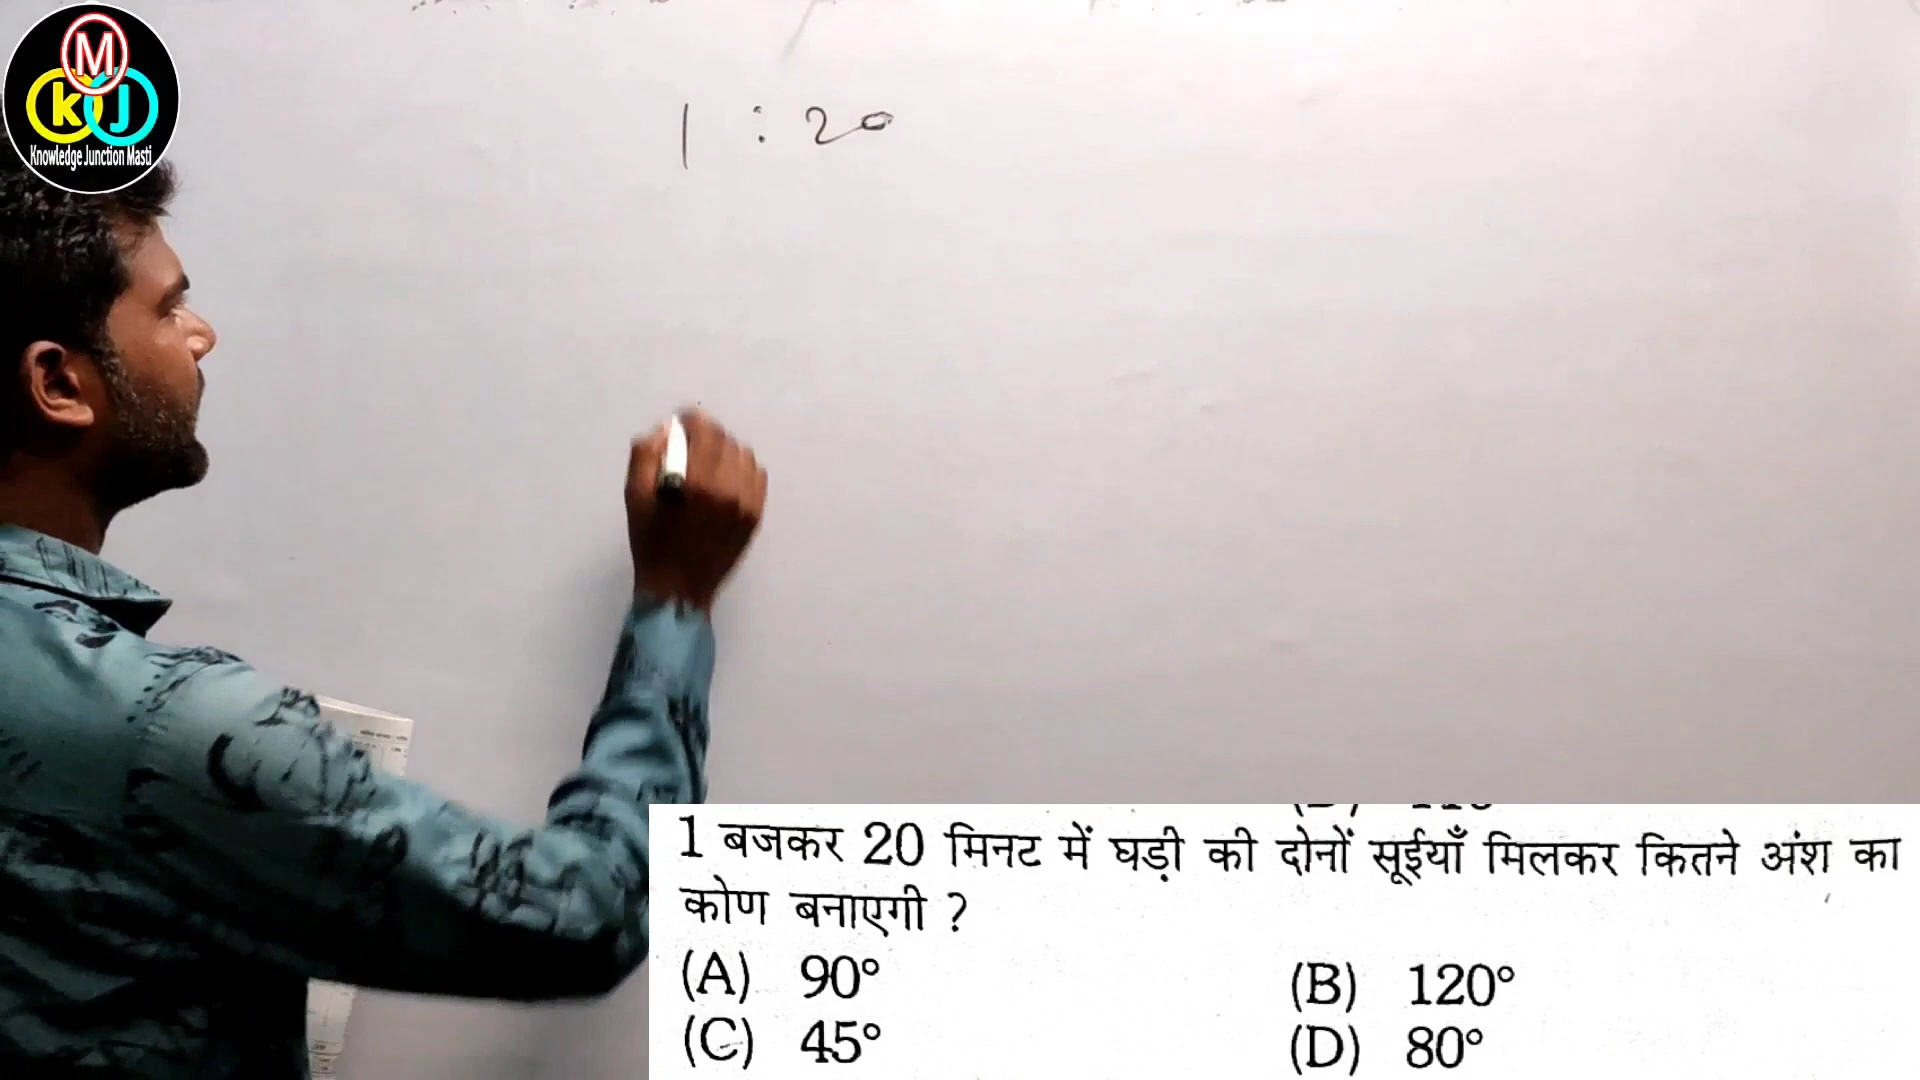 M
k J
Knowledge Junction Masti
1 : 20
1 बजकर 20 मिनट में घड़ी की दोनों सूईयाँ मिलकर कितने अंश का
कोण बनाएगी ?
(A) 90° (B) 120°
(C) 45° (D) 80°